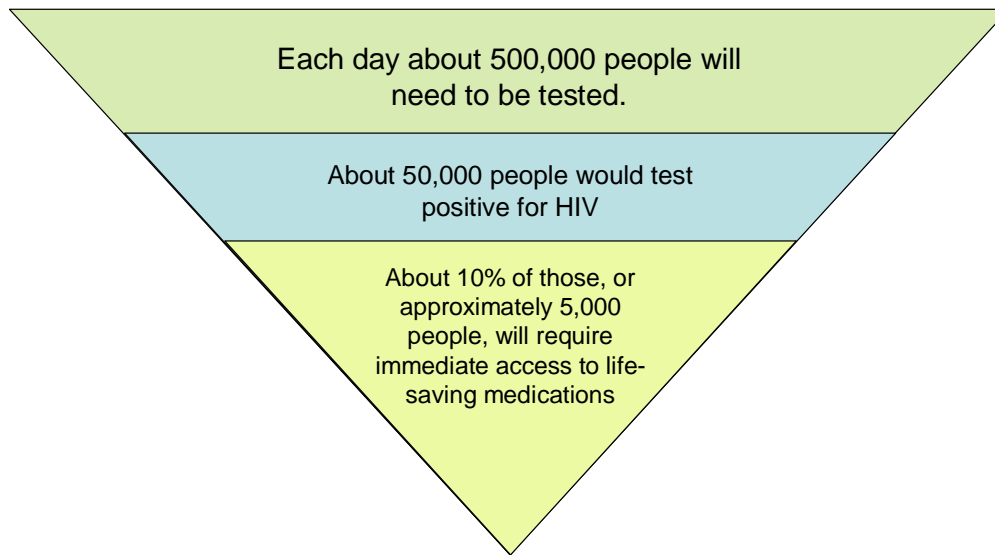 Each day about 500,000 people will
need to be tested.
About 50,000 people would test
positive for HIV
About 10% of those, or
approximately 5,000
people, will require
immediate access to life-
saving medications